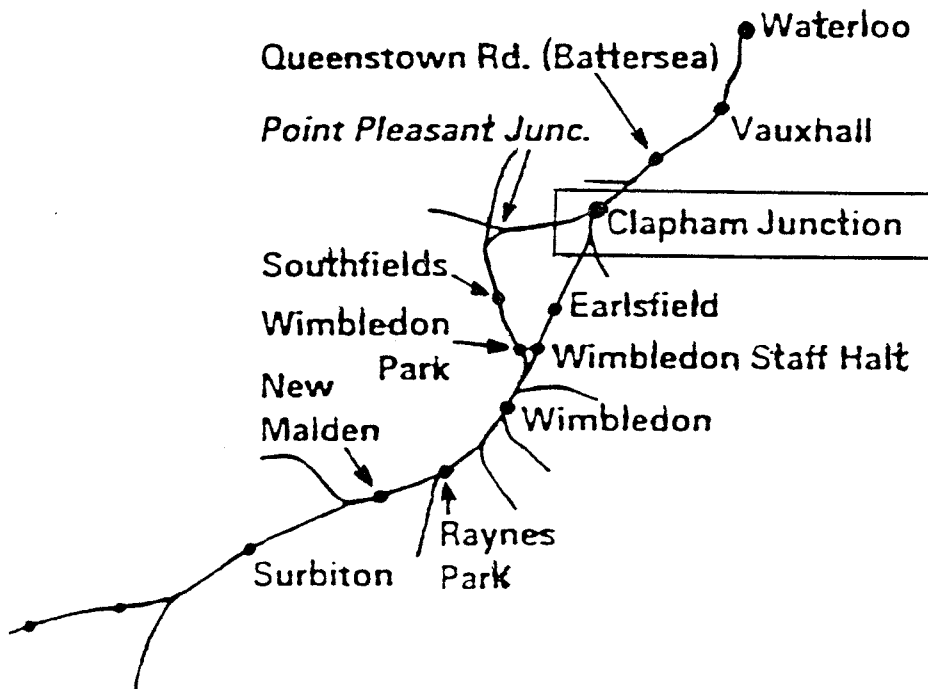 Waterloo
Queenstown Rd. (Battersea)
Point Pleasant Junc.
Vauxhall
Clapham Junction
Southfields
Earlsfield
Wimbledon
Park
Wimbledon Staff Halt
New
Malden
Wimbledon
Raynes
Park
Surbiton